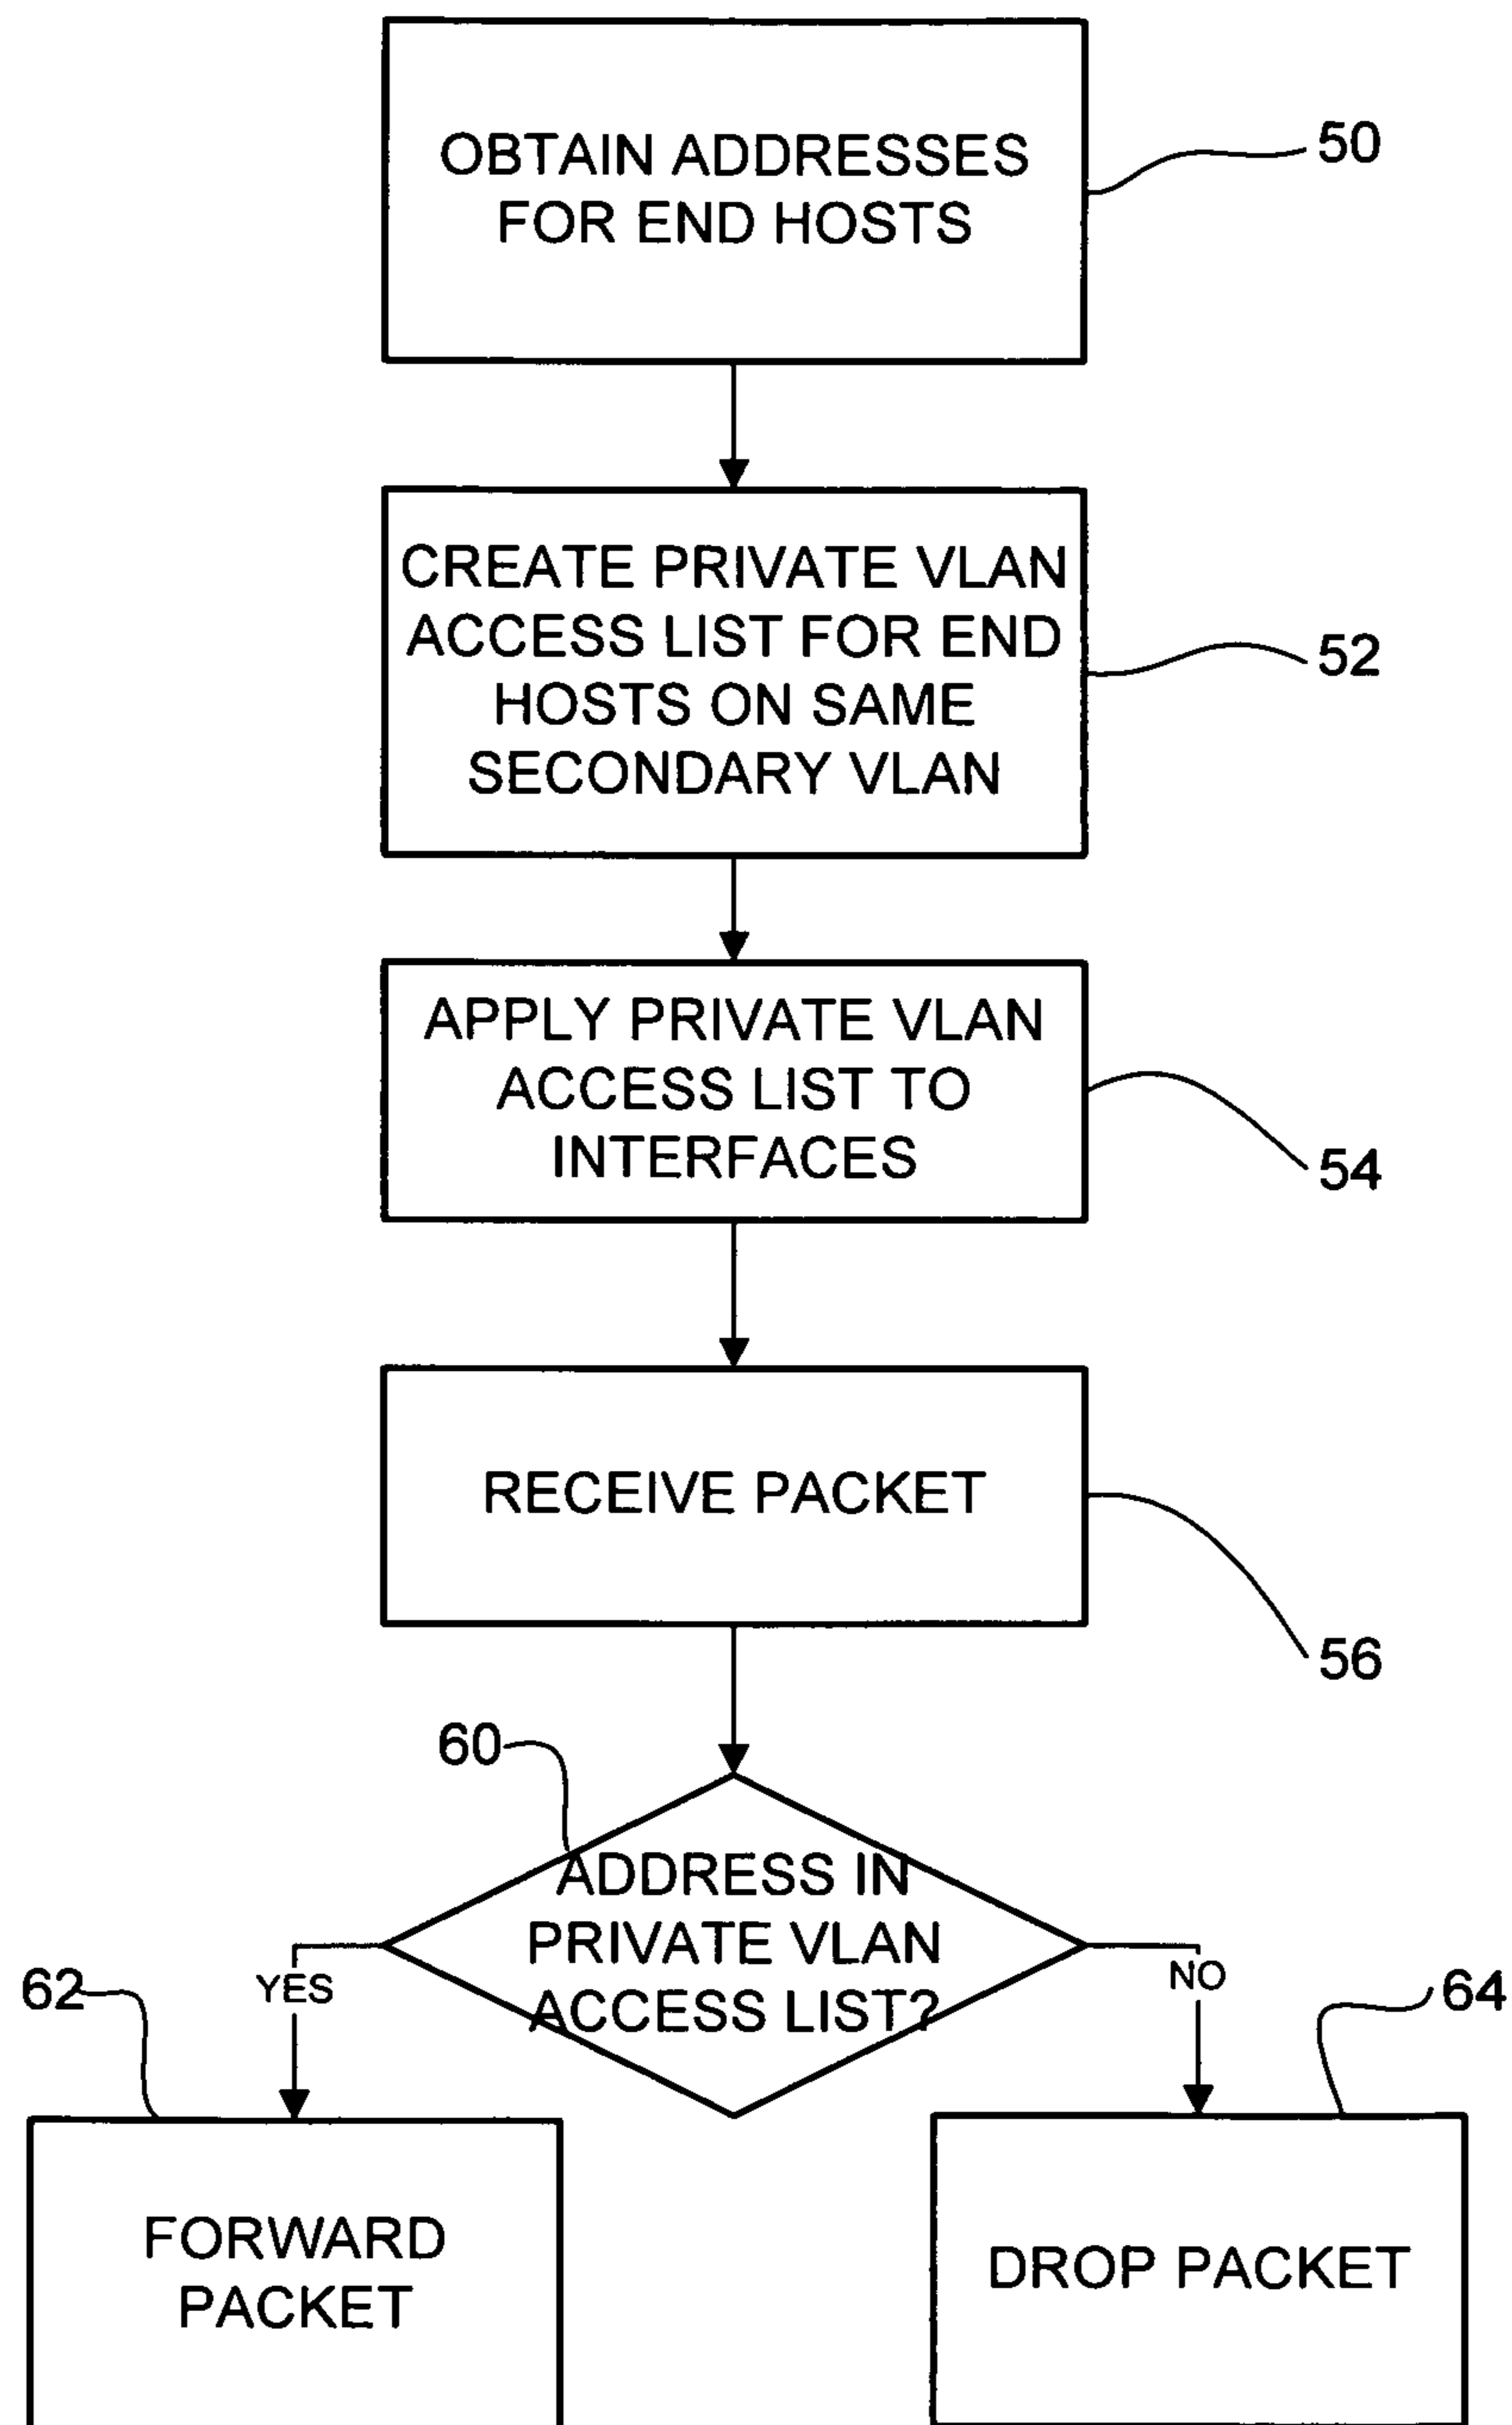 OBTAIN ADDRESSES
FOR END HOSTS
50
CREATE PRIVATE VLAN
ACCESS LIST FOR END
HOSTS ON SAME
SECONDARY VLAN
52
APPLY PRIVATE VLAN
ACCESS LIST TO
INTERFACES
54
RECEIVE PACKET
56
60
ADDRESS IN
PRIVATE VLAN
ACCESS LIST?
YES
NO
62
64
FORWARD
PACKET
DROP PACKET